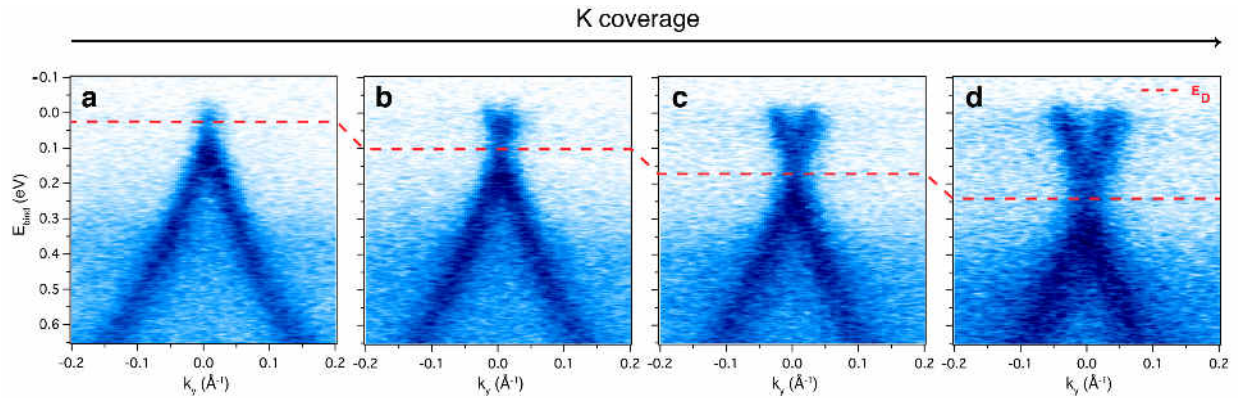 K coverage
a b c d
E_D
-0.1
0.0
0.1
0.2
0.3
0.4
0.5
0.6
E_bind (eV)
-0.2 -0.1 0.0 0.1 0.2 -0.2 -0.1 0.0 0.1 0.2 -0.2 -0.1 0.0 0.1 0.2 -0.2 -0.1 0.0 0.1 0.2
k_y (Å⁻¹) k_y (Å⁻¹) k_y (Å⁻¹) k_y (Å⁻¹)